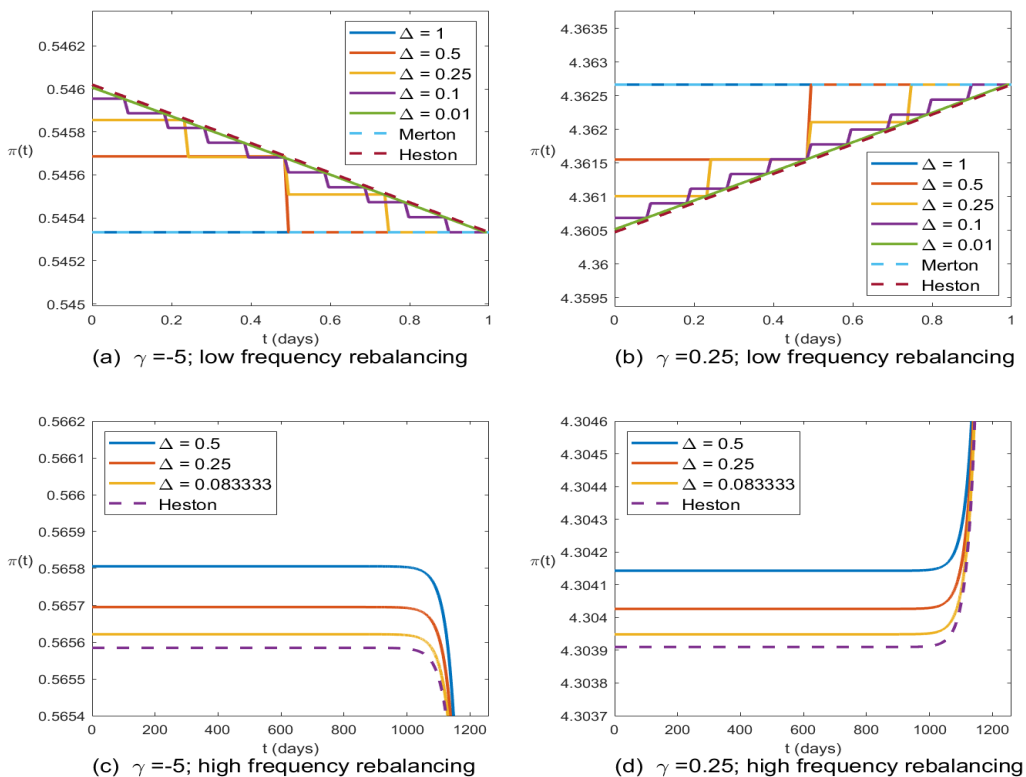 0.5462
0.546
0.5458
0.5456
0.5454
0.5452
0.545
π(t)
Δ = 1
Δ = 0.5
Δ = 0.25
Δ = 0.1
Δ = 0.01
Merton
Heston
0 0.2 0.4 0.6 0.8 1
t (days)
(a) γ =-5; low frequency rebalancing
4.3635
4.363
4.3625
4.362
4.3615
4.361
4.3605
4.36
4.3595
π(t)
Δ = 1
Δ = 0.5
Δ = 0.25
Δ = 0.1
Δ = 0.01
Merton
Heston
0 0.2 0.4 0.6 0.8 1
t (days)
(b) γ =0.25; low frequency rebalancing
0.5662
0.5661
0.566
0.5659
0.5658
0.5657
0.5656
0.5655
0.5654
π(t)
Δ = 0.5
Δ = 0.25
Δ = 0.083333
Heston
0 200 400 600 800 1000 1200
t (days)
(c) γ =-5; high frequency rebalancing
4.3046
4.3045
4.3044
4.3043
4.3042
4.3041
4.304
4.3039
4.3038
4.3037
π(t)
Δ = 0.5
Δ = 0.25
Δ = 0.083333
Heston
0 200 400 600 800 1000 1200
t (days)
(d) γ =0.25; high frequency rebalancing